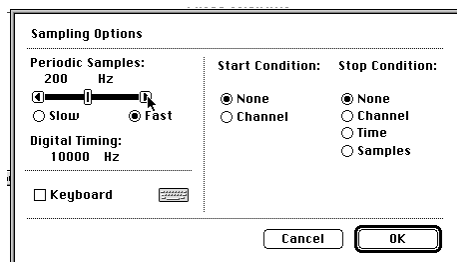 Sampling Options
Periodic Samples:
200 Hz
Slow Fast
Digital Timing:
10000 Hz
Keyboard
Start Condition:
None
Channel
Stop Condition:
None
Channel
Time
Samples
Cancel OK